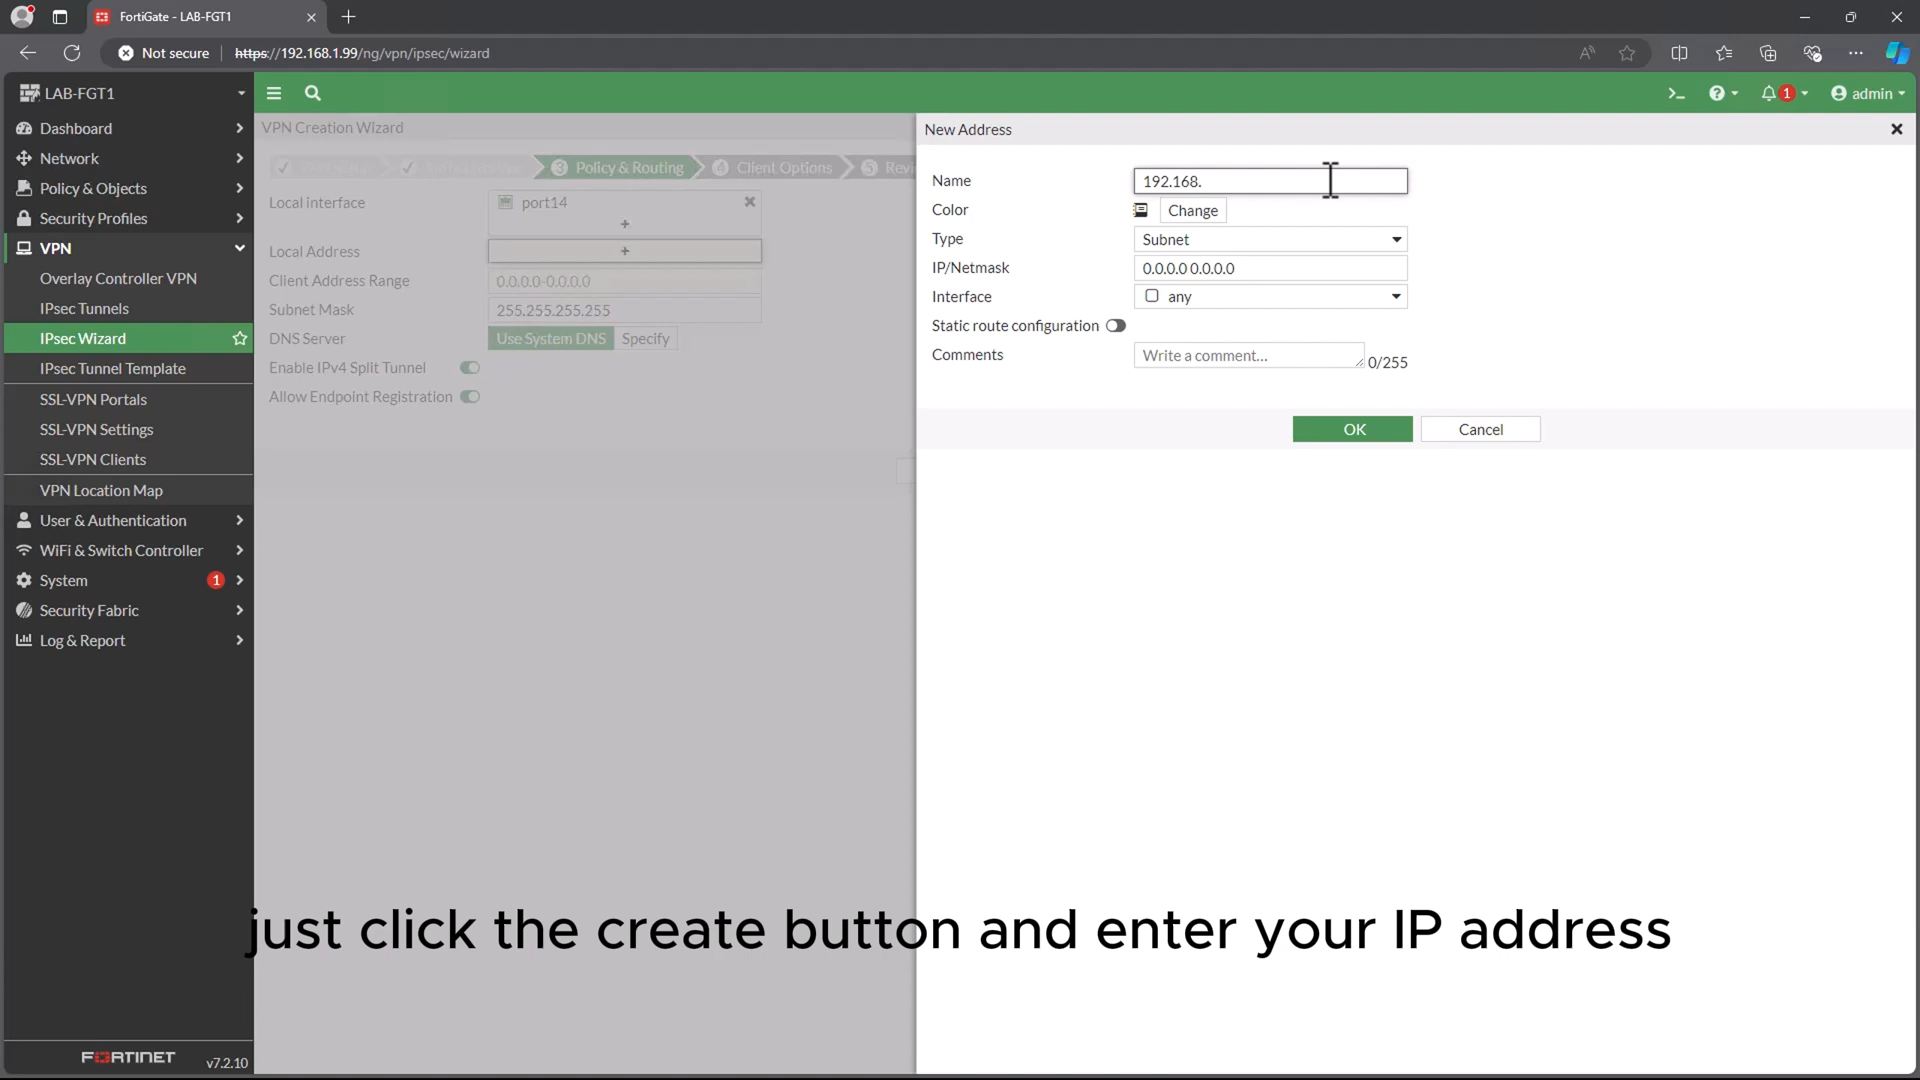 FortiGate - LAB-FGT1
Not secure
https://192.168.1.99/ng/vpn/ipsec/wizard
LAB-FGT1
1
admin
Dashboard
Network
Policy & Objects
Security Profiles
VPN
Overlay Controller VPN
IPsec Tunnels
IPsec Wizard
IPsec Tunnel Template
SSL-VPN Portals
SSL-VPN Settings
SSL-VPN Clients
VPN Location Map
User & Authentication
WiFi & Switch Controller
System 1
Security Fabric
Log & Report
FORTINET v7.2.10
VPN Creation Wizard
3 Policy & Routing
4 Client Options
5 Revi
Local interface port14
Local Address
Client Address Range 0.0.0.0-0.0.0.0
Subnet Mask 255.255.255.255
DNS Server Use System DNS Specify
Enable IPv4 Split Tunnel
Allow Endpoint Registration
New Address
Name 192.168.
Color Change
Type Subnet
IP/Netmask 0.0.0.0 0.0.0.0
Interface any
Static route configuration
Comments Write a comment... 0/255
OK Cancel
just click the create button and enter your IP address